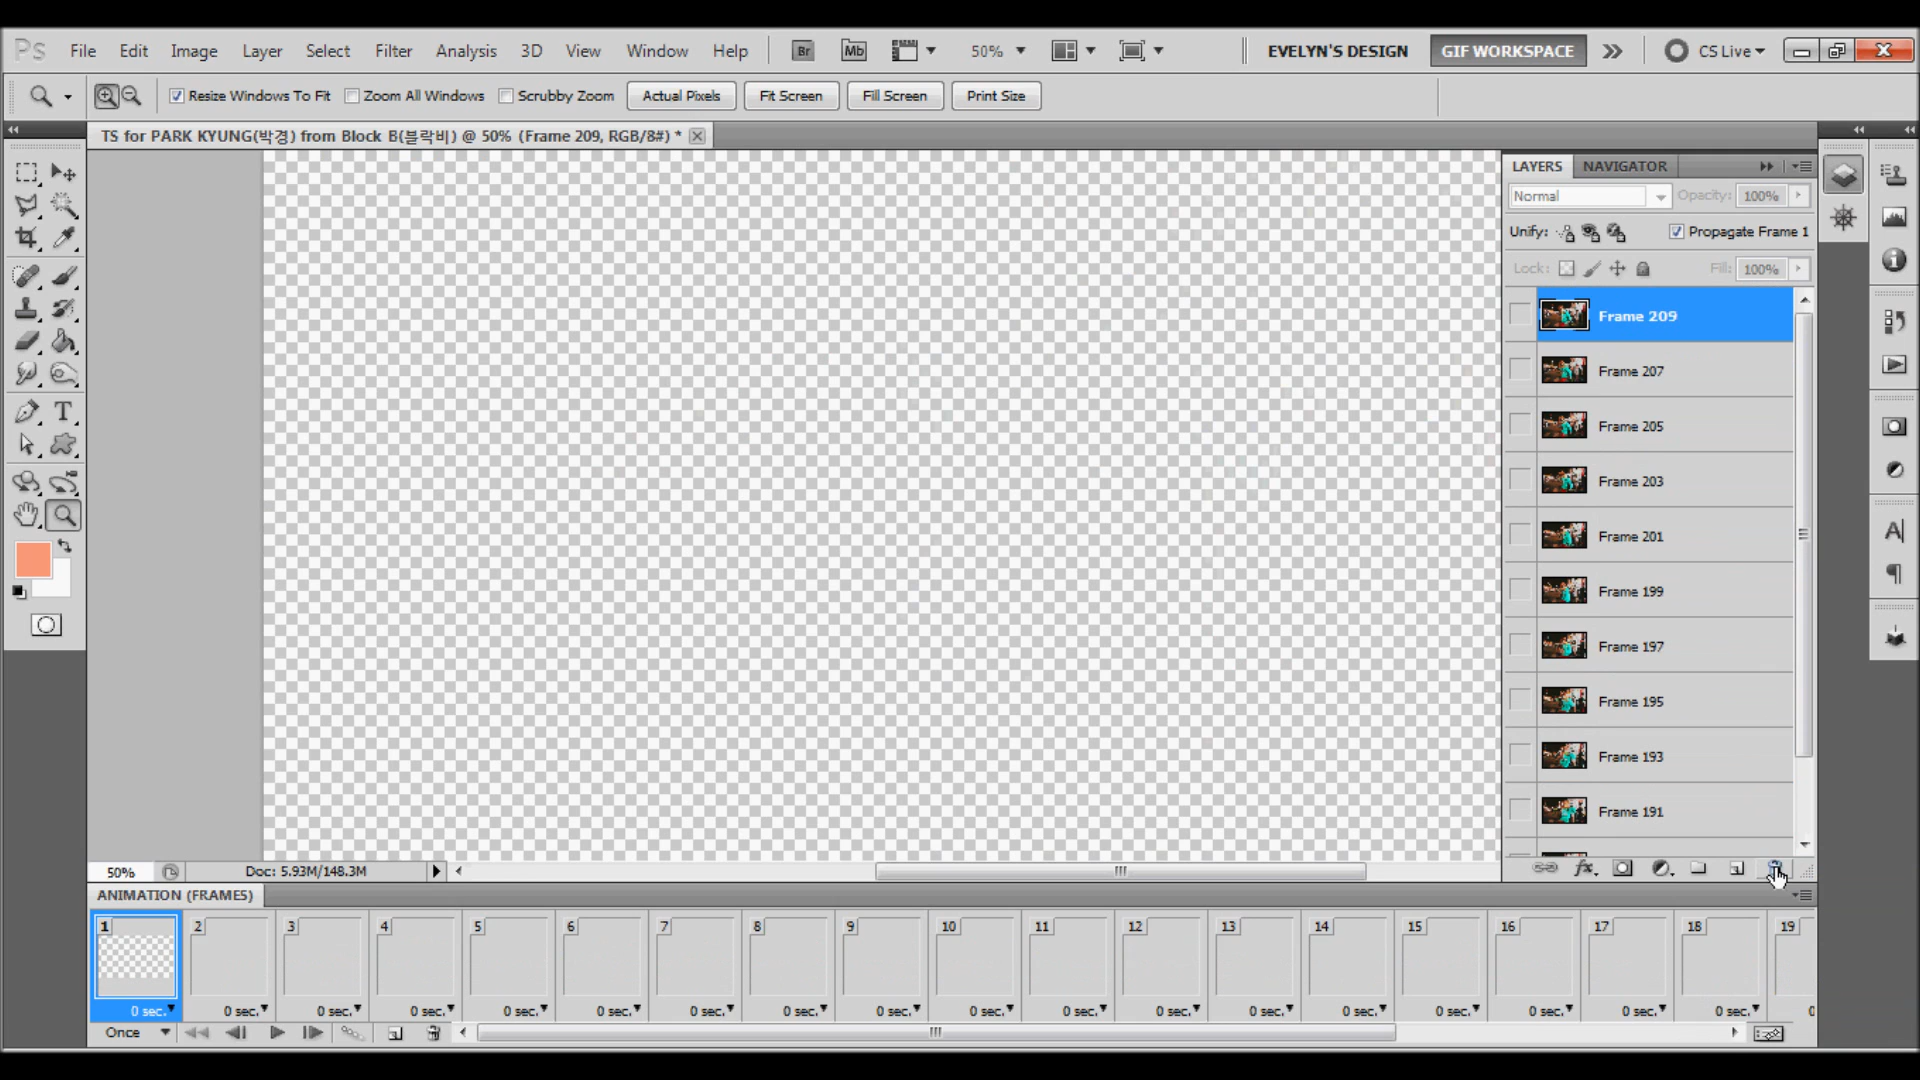 Ps File Edit Image Layer Select Filter Analysis 3D View Window Help Br Mb 50% EVELYN'S DESIGN GIF WORKSPACE CS Live
Resize Windows To Fit Zoom All Windows Scrubby Zoom Actual Pixels Fit Screen Fill Screen Print Size
TS for PARK KYUNG(박경) from Block B(블락비) @ 50% (Frame 209, RGB/8#) *
LAYERS NAVIGATOR
Normal Opacity: 100%
Unify: Propagate Frame 1
Lock: Fill: 100%
Frame 209
Frame 207
Frame 205
Frame 203
Frame 201
Frame 199
Frame 197
Frame 195
Frame 193
Frame 191
50% Doc: 5.93M/148.3M
ANIMATION (FRAMES)
1 2 3 4 5 6 7 8 9 10 11 12 13 14 15 16 17 18 19
0 sec. 0 sec. 0 sec. 0 sec. 0 sec. 0 sec. 0 sec. 0 sec. 0 sec. 0 sec. 0 sec. 0 sec. 0 sec. 0 sec. 0 sec. 0 sec. 0 sec. 0 sec. 0
Once